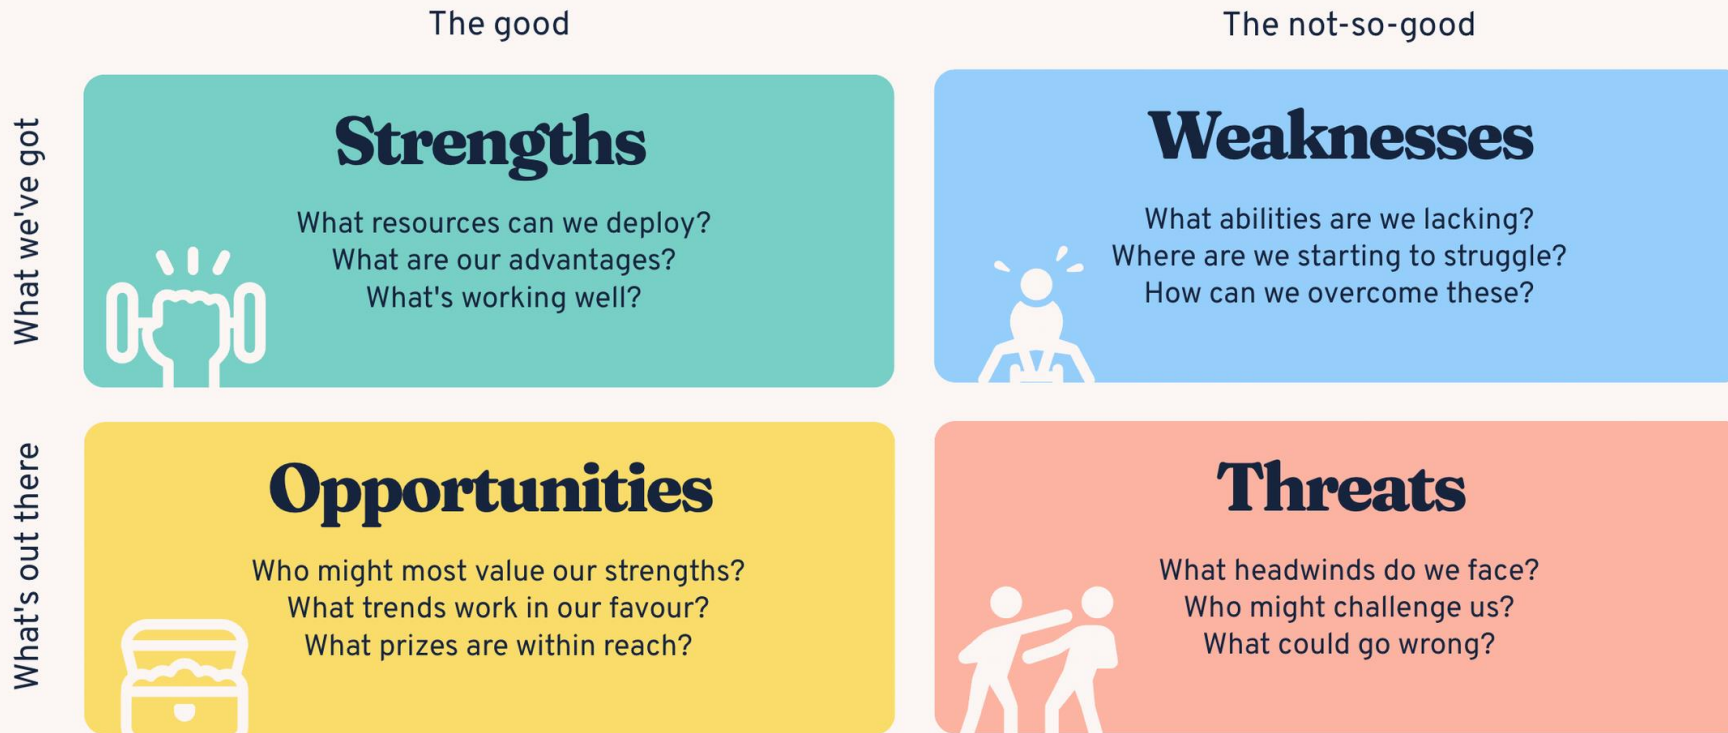 The good
The not-so-good
What we've got
Strengths
What resources can we deploy?
What are our advantages?
What's working well?
Weaknesses
What abilities are we lacking?
Where are we starting to struggle?
How can we overcome these?
What's out there
Opportunities
Who might most value our strengths?
What trends work in our favour?
What prizes are within reach?
Threats
What headwinds do we face?
Who might challenge us?
What could go wrong?